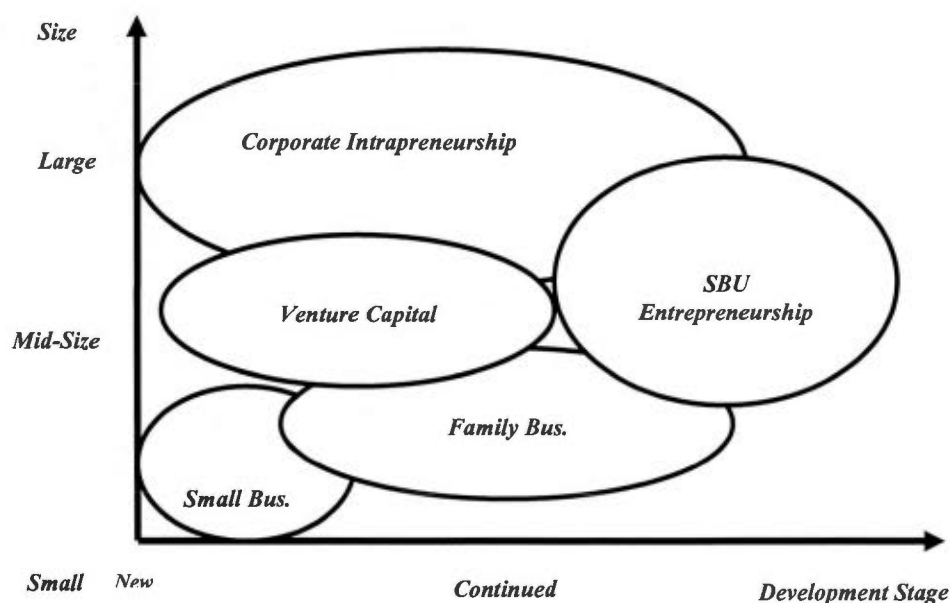 Size
Corporate Intrapreneurship
Large
SBU
Entrepreneurship
Venture Capital
Mid-Size
Family Bus.
Small Bus.
Small New Continued Development Stage